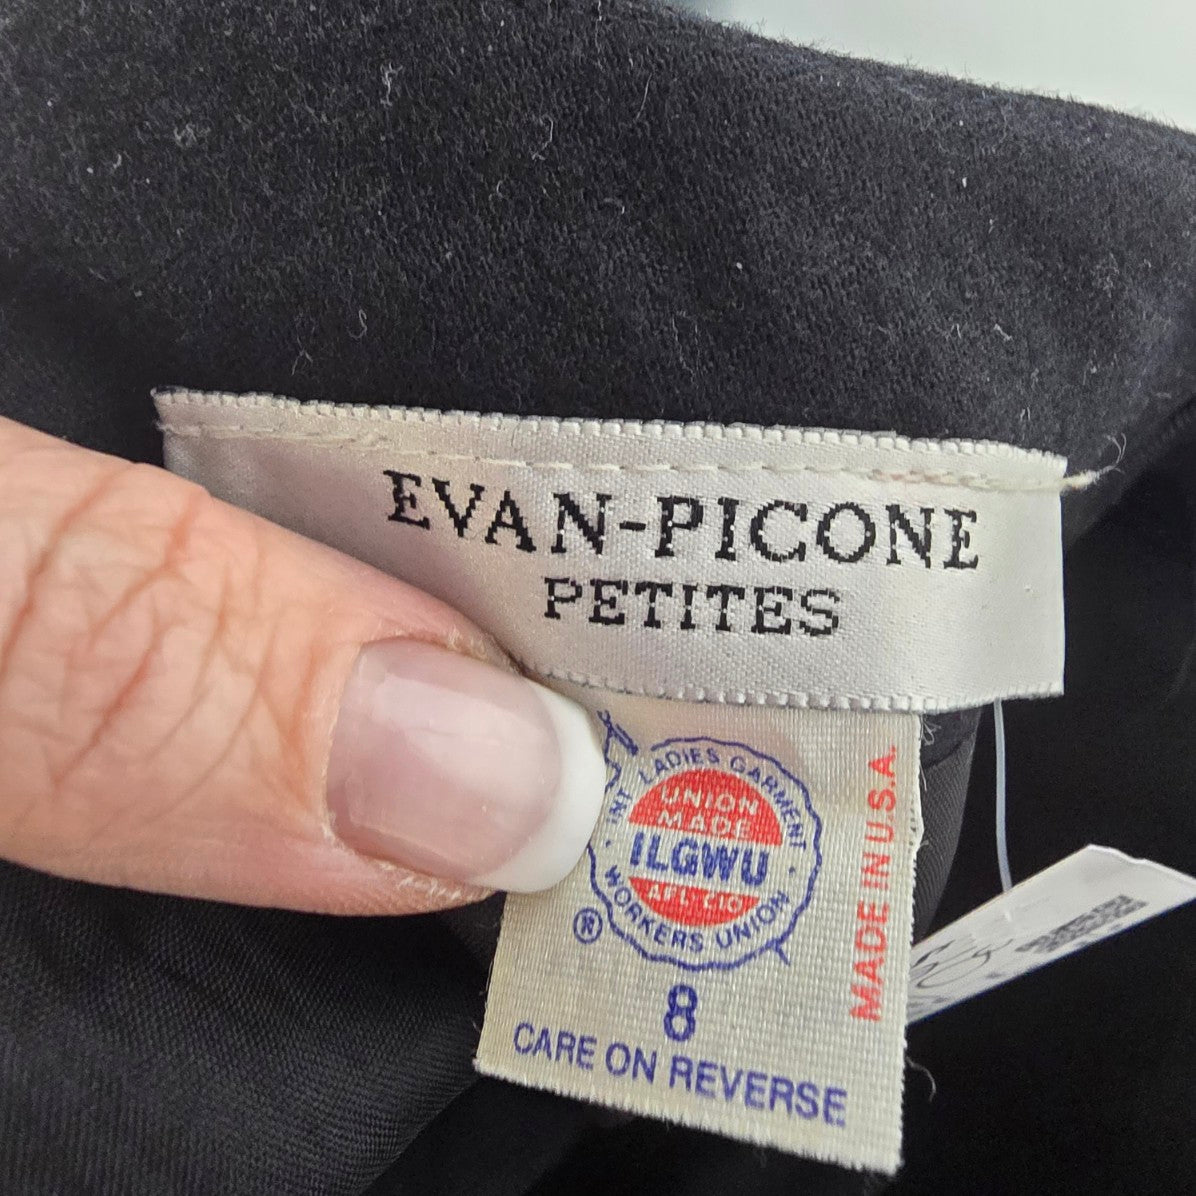 EVAN-PICONE
PETITES
INT LADIES GARMENT
UNION
MADE
ILGWU
AFL CIO
WORKERS UNION
®
MADE IN U.S.A.
8
CARE ON REVERSE